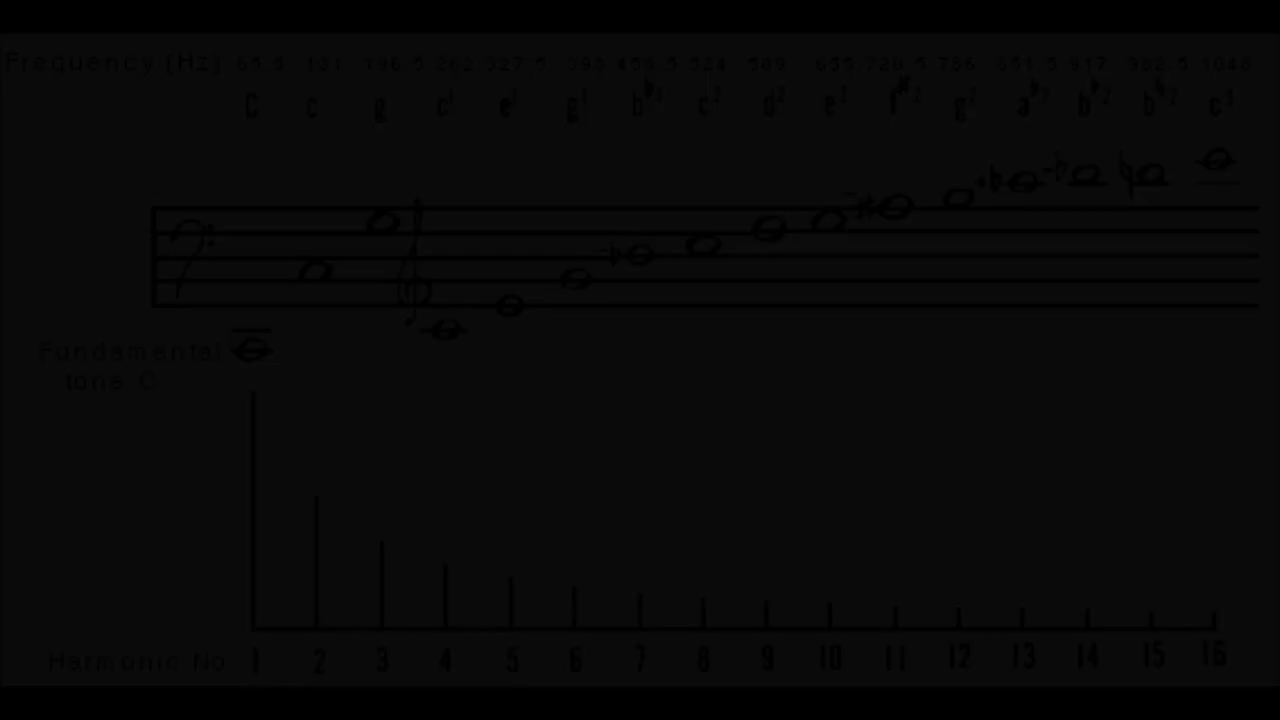 Frequency (Hz) 65.5 131 196.5 262 327.5 393 458.5 524 589 655 720.5 786 851.5 917 982.5 1048
C c g c¹ e¹ g¹ b♭¹ c² d² e² f♯² g² a♭² b♭² b♮² c³
Fundamental
tone C
Harmonic No 1 2 3 4 5 6 7 8 9 10 11 12 13 14 15 16